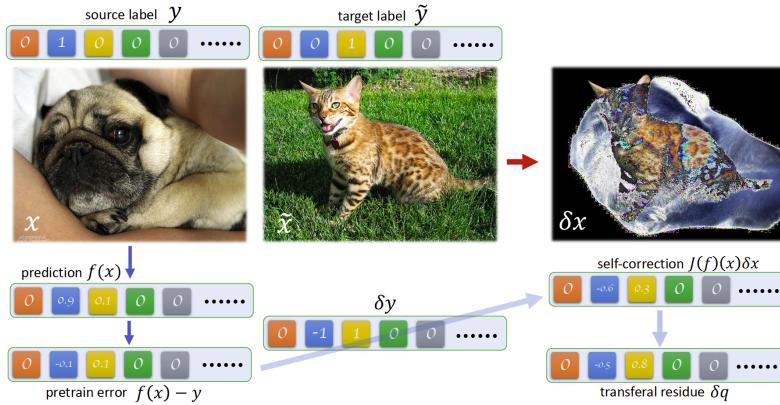 source label y
target label ỹ
0 1 0 0 0 ......
0 0 1 0 0 ......
x
x̃
δx
prediction f(x)
self-correction J(f)(x)δx
0 0.9 0.1 0 0 ......
0 -0.6 0.3 0 0 ......
δy
0 -1 1 0 0 ......
0 -0.1 0.1 0 0 ......
0 -0.5 0.8 0 0 ......
pretrain error f(x) − y
transferal residue δq